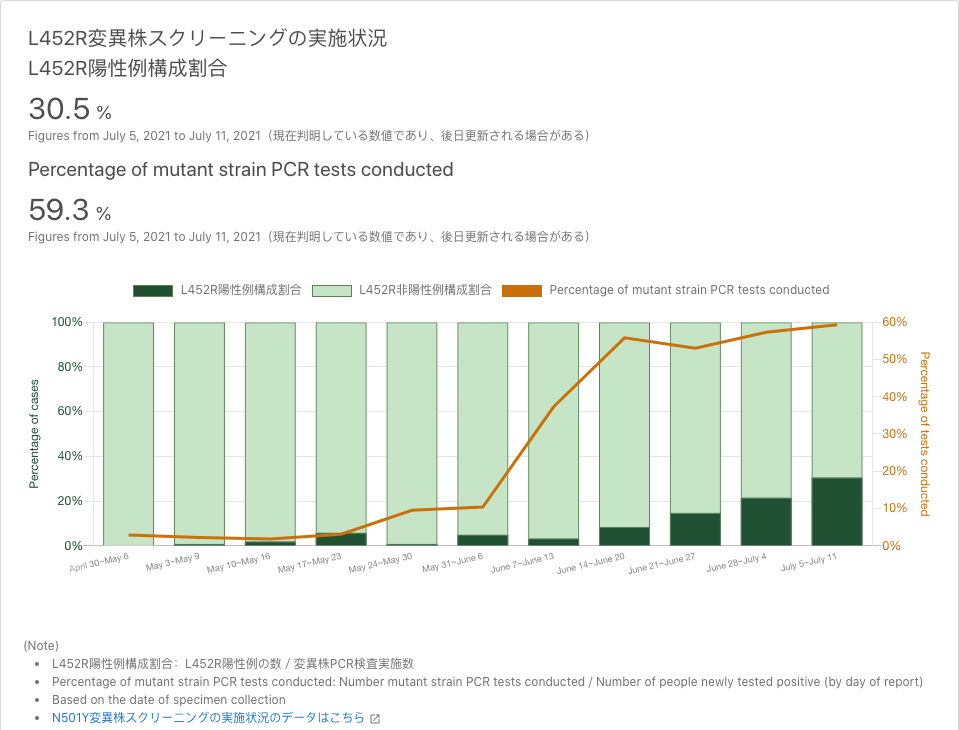 L452R変異株スクリーニングの実施状況
L452R陽性例構成割合
30.5 %
Figures from July 5, 2021 to July 11, 2021（現在判明している数値であり、後日更新される場合がある）
Percentage of mutant strain PCR tests conducted
59.3 %
Figures from July 5, 2021 to July 11, 2021（現在判明している数値であり、後日更新される場合がある）
L452R陽性例構成割合 L452R非陽性例構成割合 Percentage of mutant strain PCR tests conducted
100%
80%
60%
40%
20%
0%
Percentage of cases
60%
50%
40%
30%
20%
10%
0%
Percentage of tests conducted
April 30~May 6
May 3~May 9
May 10~May 16
May 17~May 23
May 24~May 30
May 31~June 6
June 7~June 13
June 14~June 20
June 21~June 27
June 28~July 4
July 5~July 11
(Note)
• L452R陽性例構成割合：L452R陽性例の数 / 変異株PCR検査実施数
• Percentage of mutant strain PCR tests conducted: Number mutant strain PCR tests conducted / Number of people newly tested positive (by day of report)
• Based on the date of specimen collection
• N501Y変異株スクリーニングの実施状況のデータはこちら